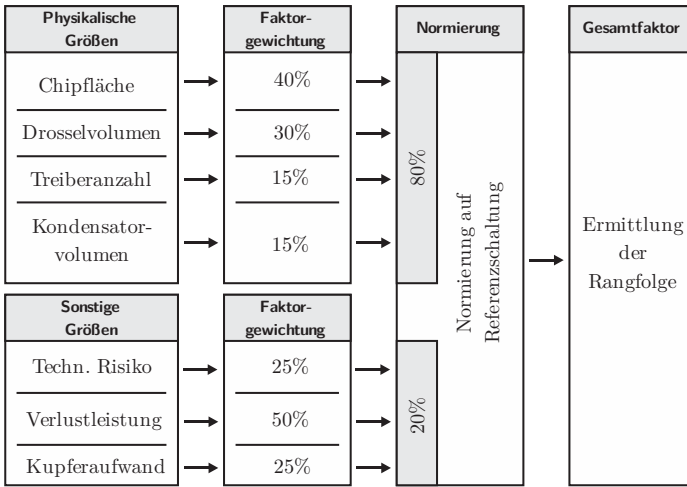 Physikalische
Größen
Chipfläche
Drosselvolumen
Treiberanzahl
Kondensator-
volumen
Faktor-
gewichtung
40%
30%
15%
15%
Sonstige
Größen
Techn. Risiko
Verlustleistung
Kupferaufwand
Faktor-
gewichtung
25%
50%
25%
Normierung
80%
20%
Normierung auf
Referenzschaltung
Gesamtfaktor
Ermittlung
der
Rangfolge